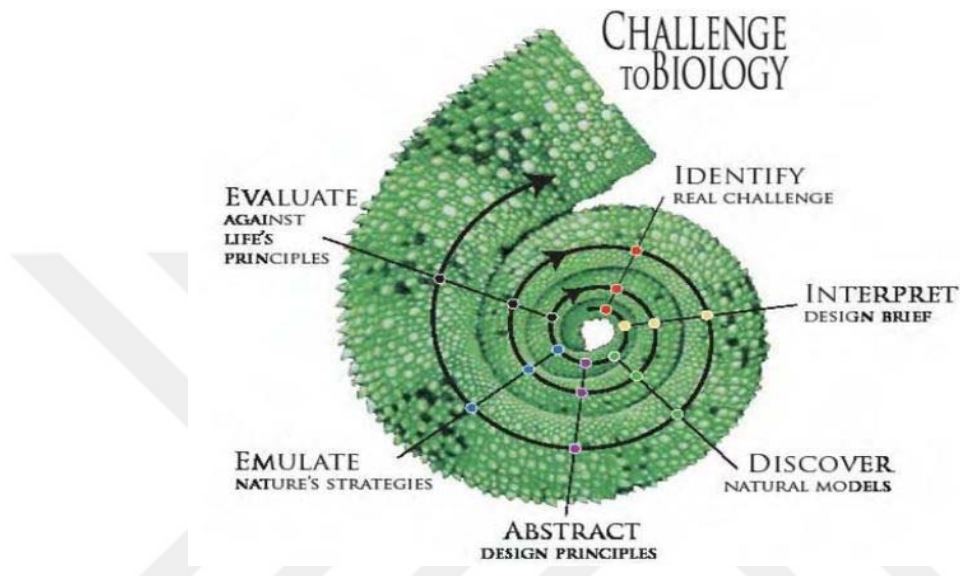 CHALLENGE
TO BIOLOGY
IDENTIFY
REAL CHALLENGE
INTERPRET
DESIGN BRIEF
DISCOVER
NATURAL MODELS
ABSTRACT
DESIGN PRINCIPLES
EMULATE
NATURE'S STRATEGIES
EVALUATE
AGAINST
LIFE'S
PRINCIPLES